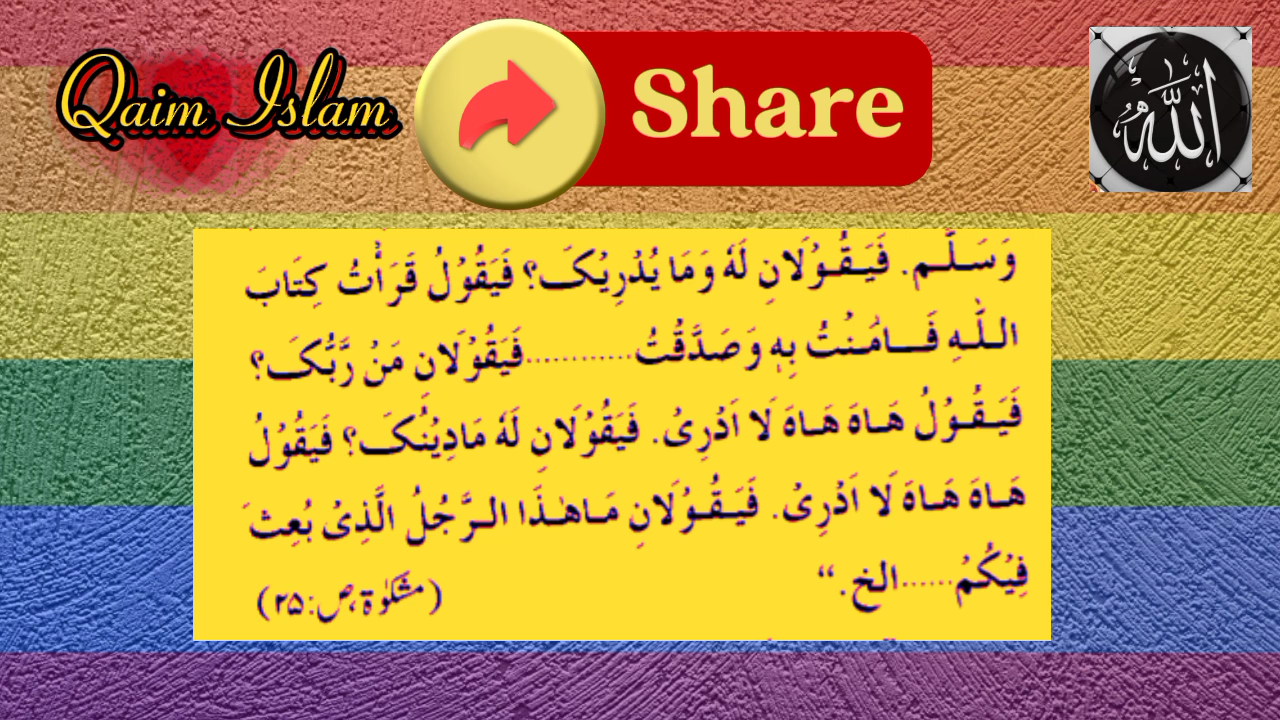 Qaim Islam
Share
الله
وَسَلَّم. فَيَقُوْلَانِ لَهٗ وَمَا يُدْرِيْکَ؟ فَيَقُوْلُ قَرَأْتُ كِتَابَ
اللّٰهِ فَاٰمَنْتُ بِهٖ وَصَدَّقْتُ............فَيَقُوْلَانِ مَنْ رَّبُّکَ؟
فَيَقُوْلُ هَاهَ هَاهَ لَا اَدْرِیْ. فَيَقُوْلَانِ لَهٗ مَادِيْنُکَ؟ فَيَقُوْلُ
هَاهَ هَاهَ لَا اَدْرِیْ. فَيَقُوْلَانِ مَاهٰذَا الرَّجُلُ الَّذِیْ بُعِثَ
فِيْكُمْ......الخ.“ (مشکوٰۃ،ص:۲۵)